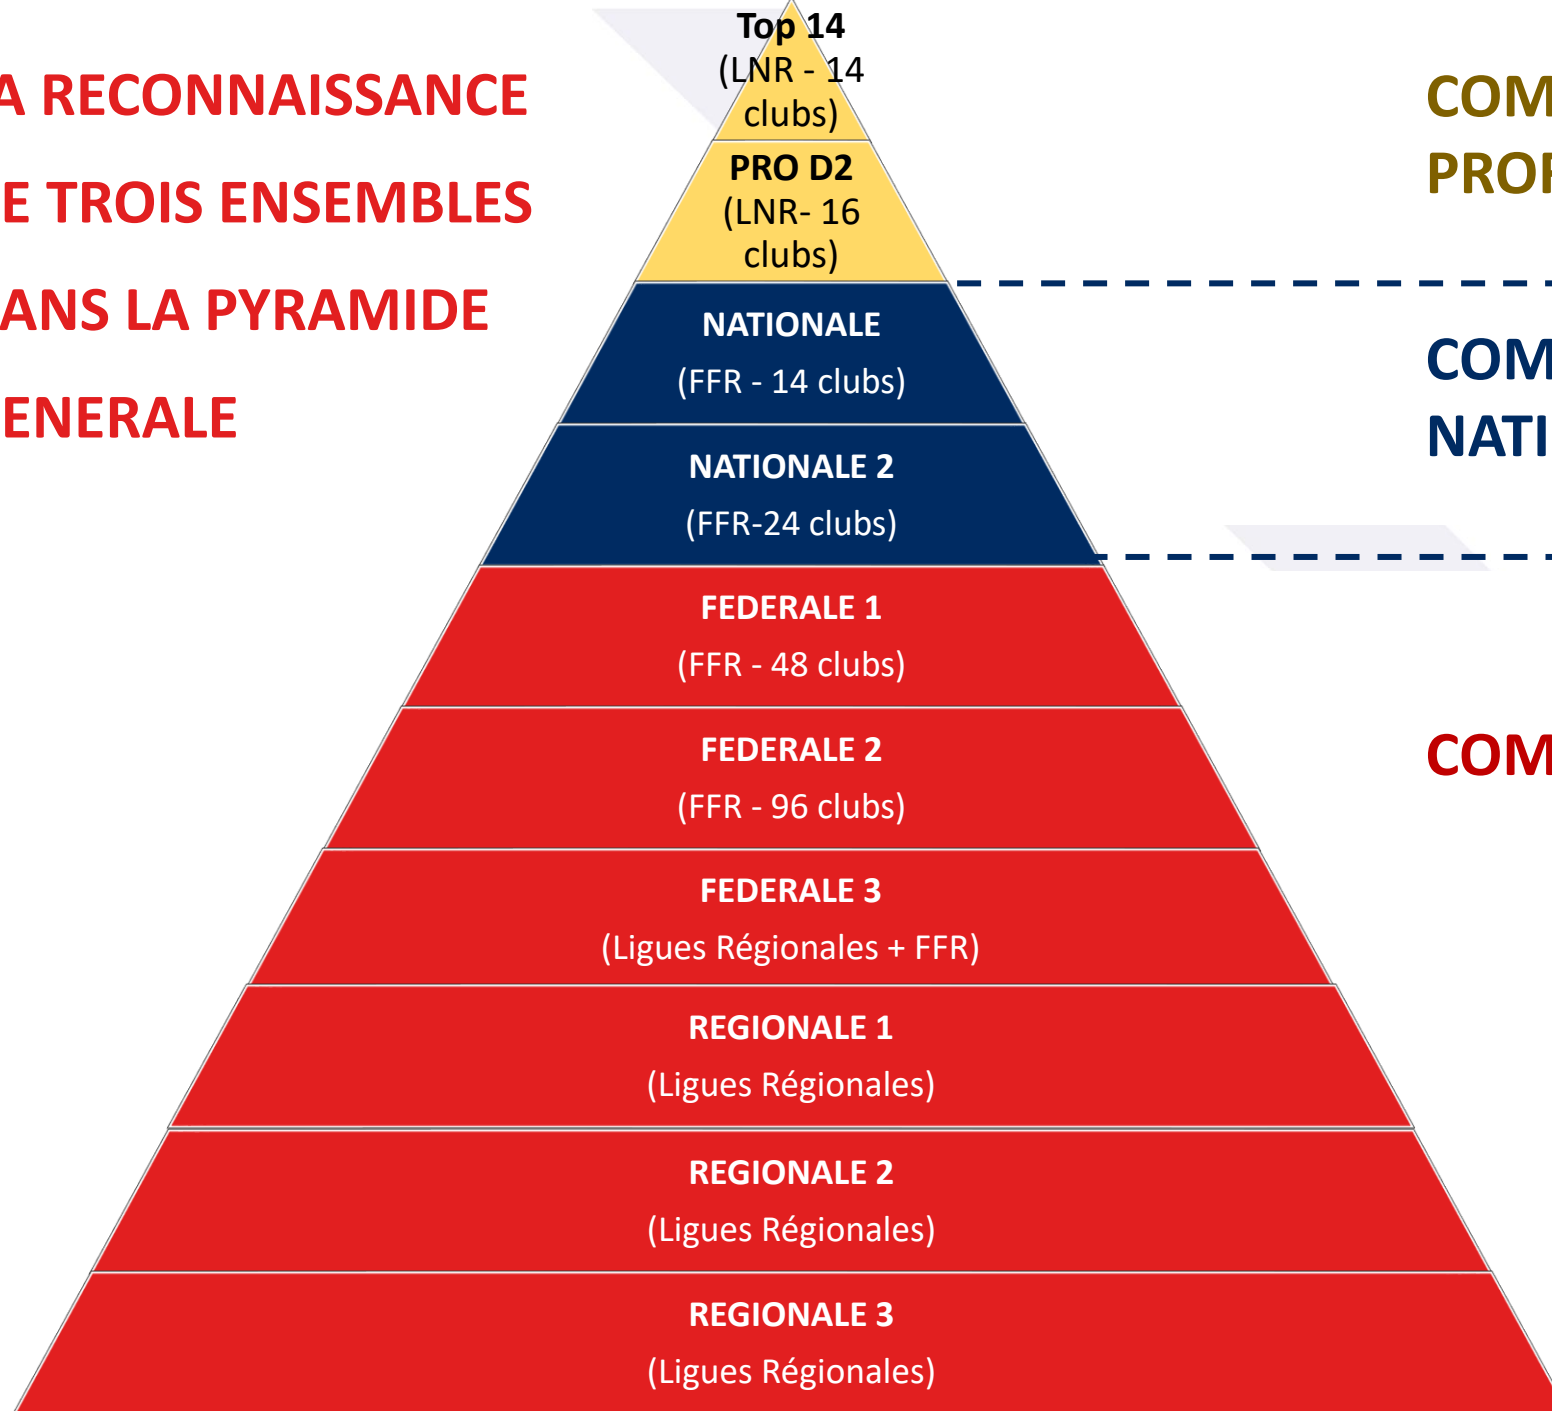 A RECONNAISSANCE
E TROIS ENSEMBLES
ANS LA PYRAMIDE
ENERALE
Top 14
(LNR - 14
clubs)
PRO D2
(LNR- 16
clubs)
NATIONALE
(FFR - 14 clubs)
NATIONALE 2
(FFR-24 clubs)
FEDERALE 1
(FFR - 48 clubs)
FEDERALE 2
(FFR - 96 clubs)
FEDERALE 3
(Ligues Régionales + FFR)
REGIONALE 1
(Ligues Régionales)
REGIONALE 2
(Ligues Régionales)
REGIONALE 3
(Ligues Régionales)
COM
PROF
COM
NATI
COM